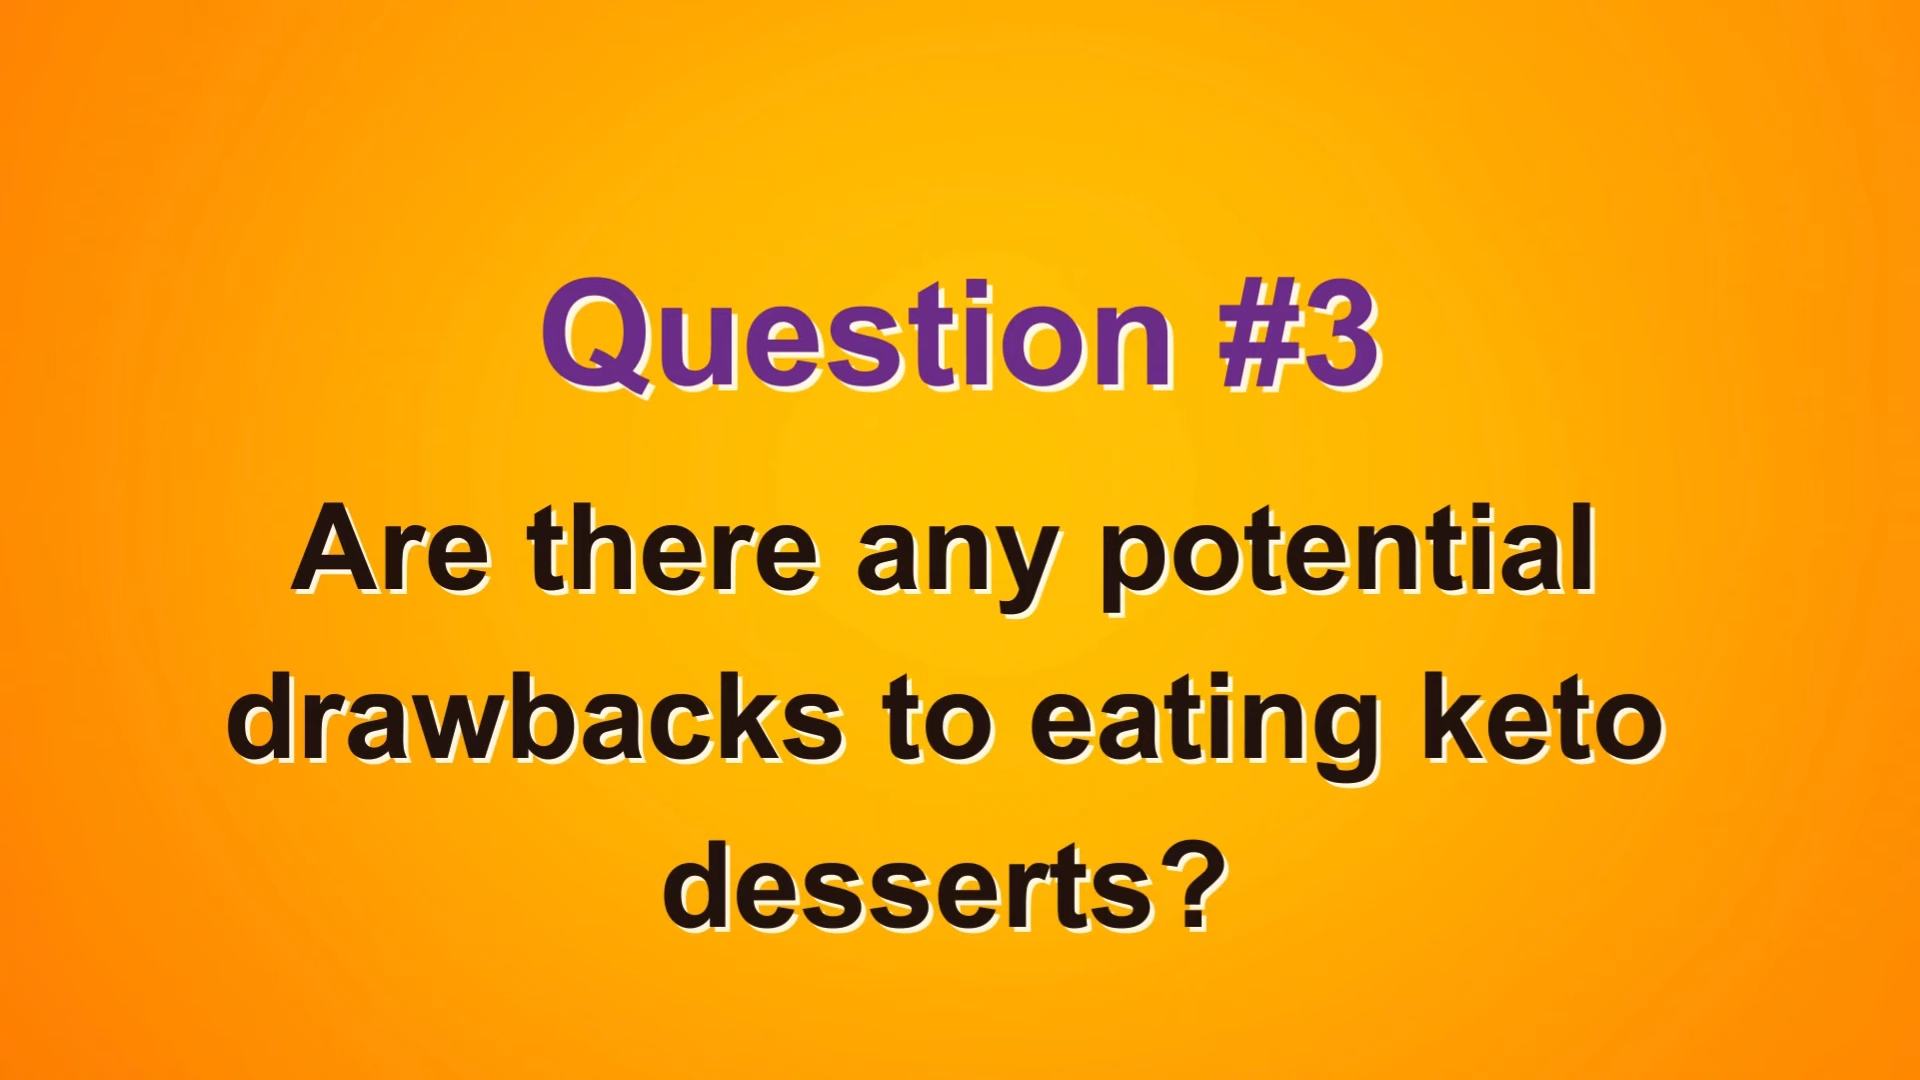 Question #3
Are there any potential
drawbacks to eating keto
desserts?